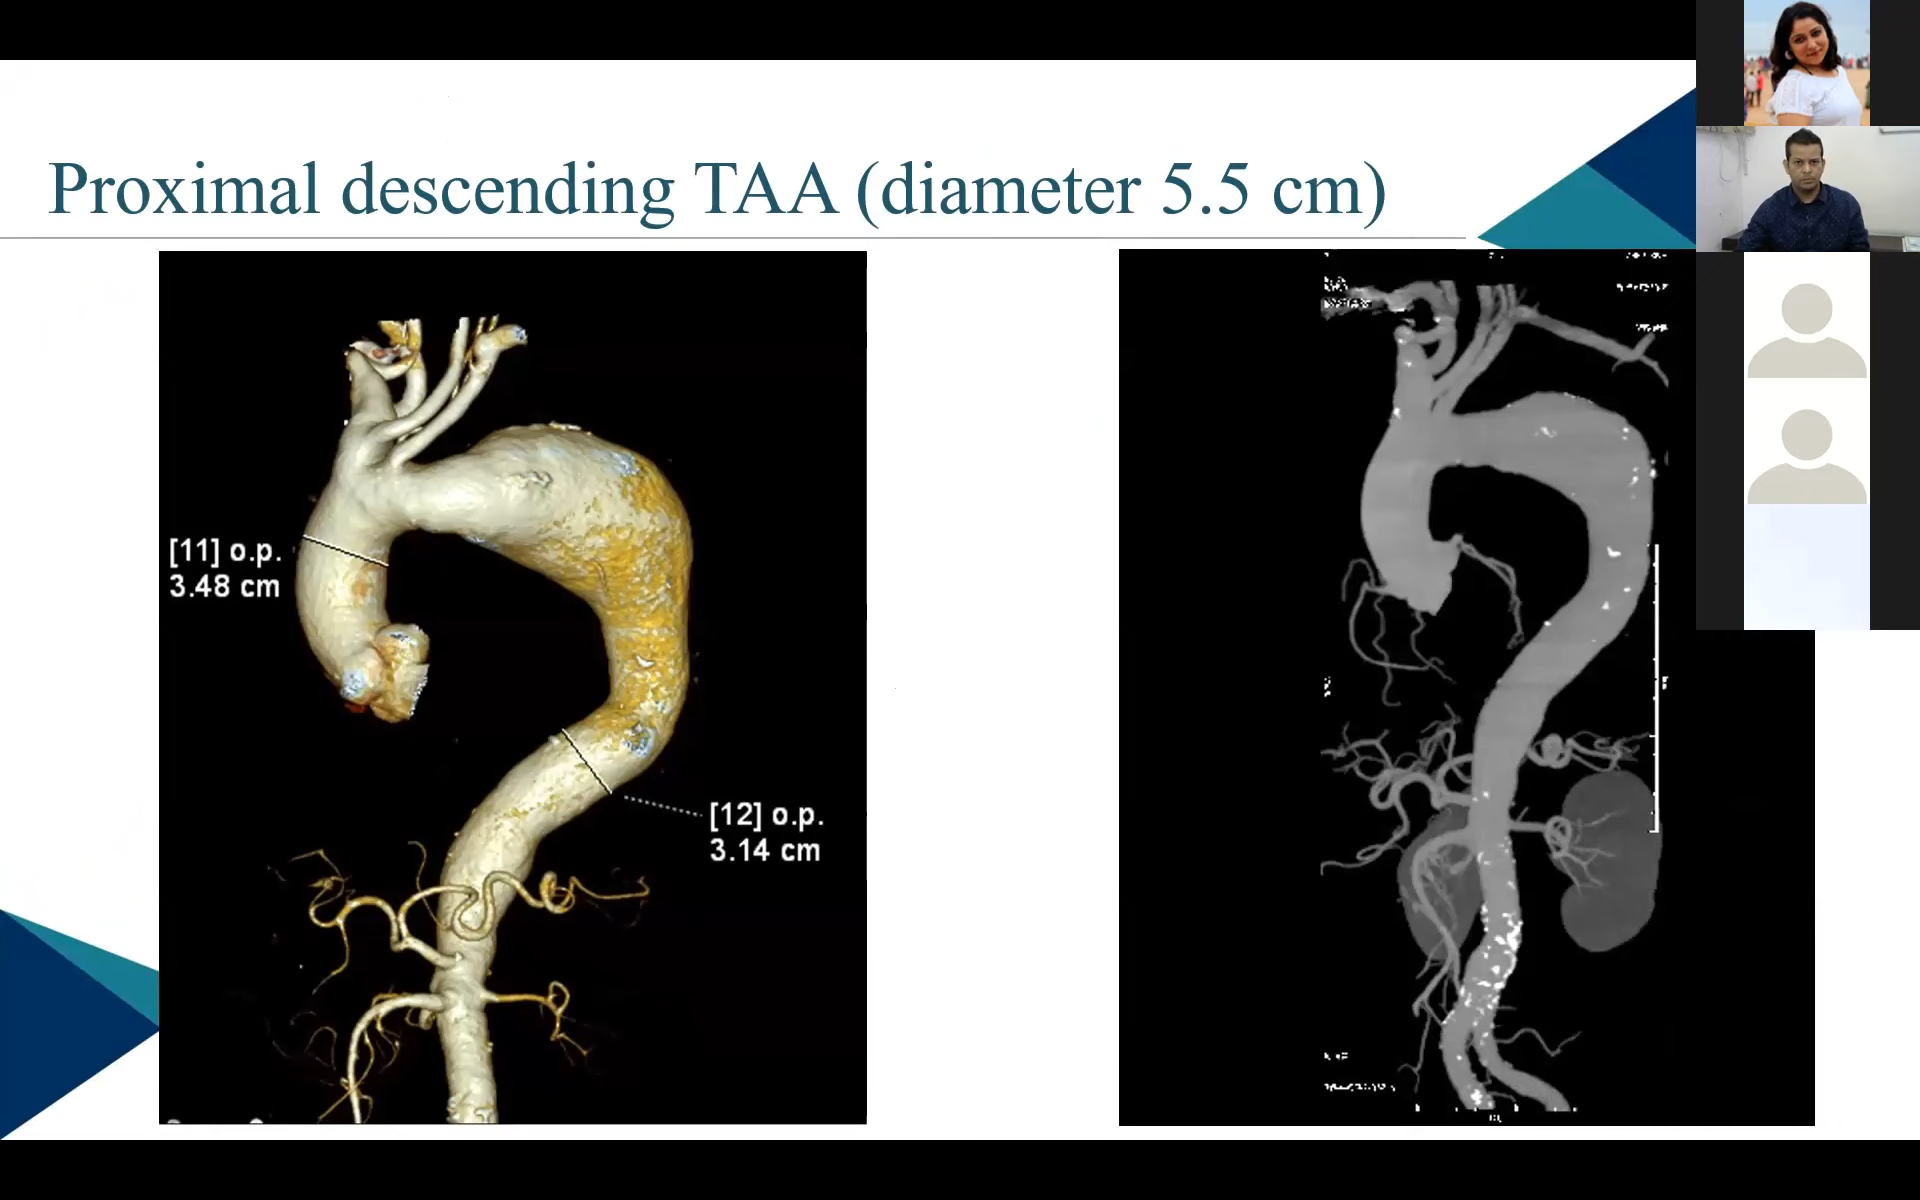 Proximal descending TAA (diameter 5.5 cm)
[11] o.p.
3.48 cm
[12] o.p.
3.14 cm